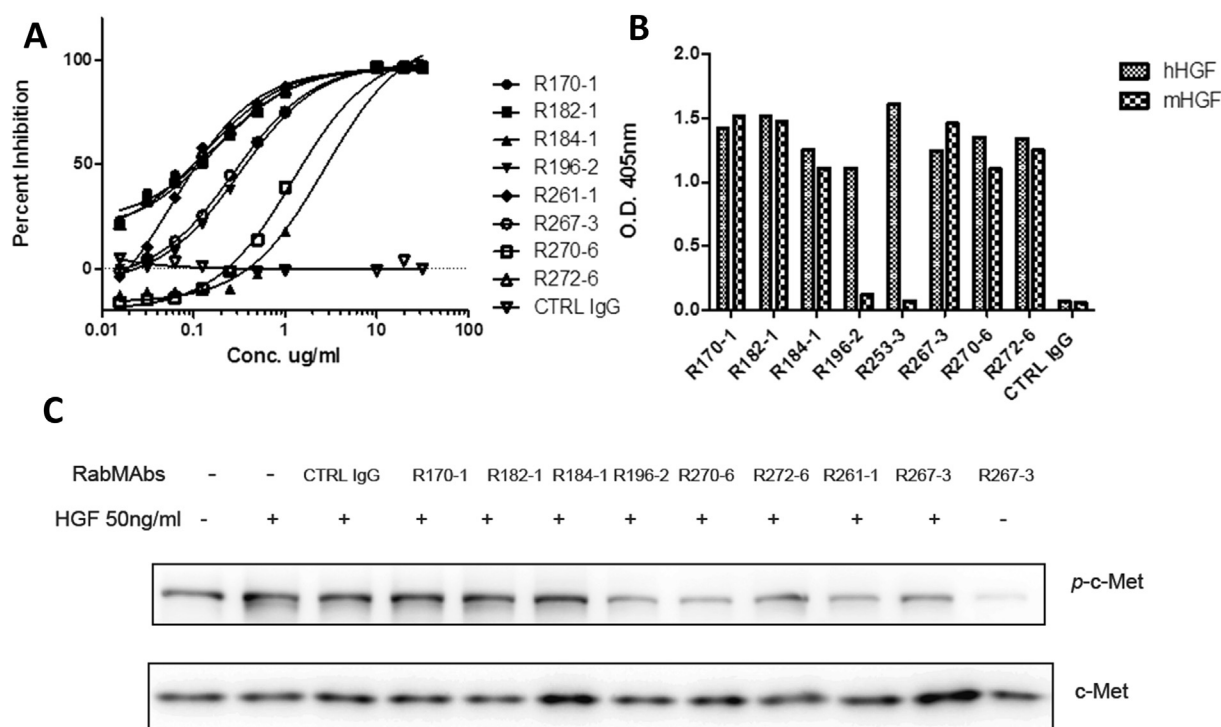 A
Percent Inhibition
100
50
0
0.01 0.1 1 10 100
Conc. ug/ml
R170-1
R182-1
R184-1
R196-2
R261-1
R267-3
R270-6
R272-6
CTRL IgG
B
O.D. 405nm
2.0
1.5
1.0
0.5
0.0
R170-1 R182-1 R184-1 R196-2 R253-3 R267-3 R270-6 R272-6 CTRL IgG
hHGF
mHGF
C
RabMAbs - - CTRL IgG R170-1 R182-1 R184-1 R196-2 R270-6 R272-6 R261-1 R267-3 R267-3
HGF 50ng/ml - + + + + + + + + + + -
p-c-Met
c-Met